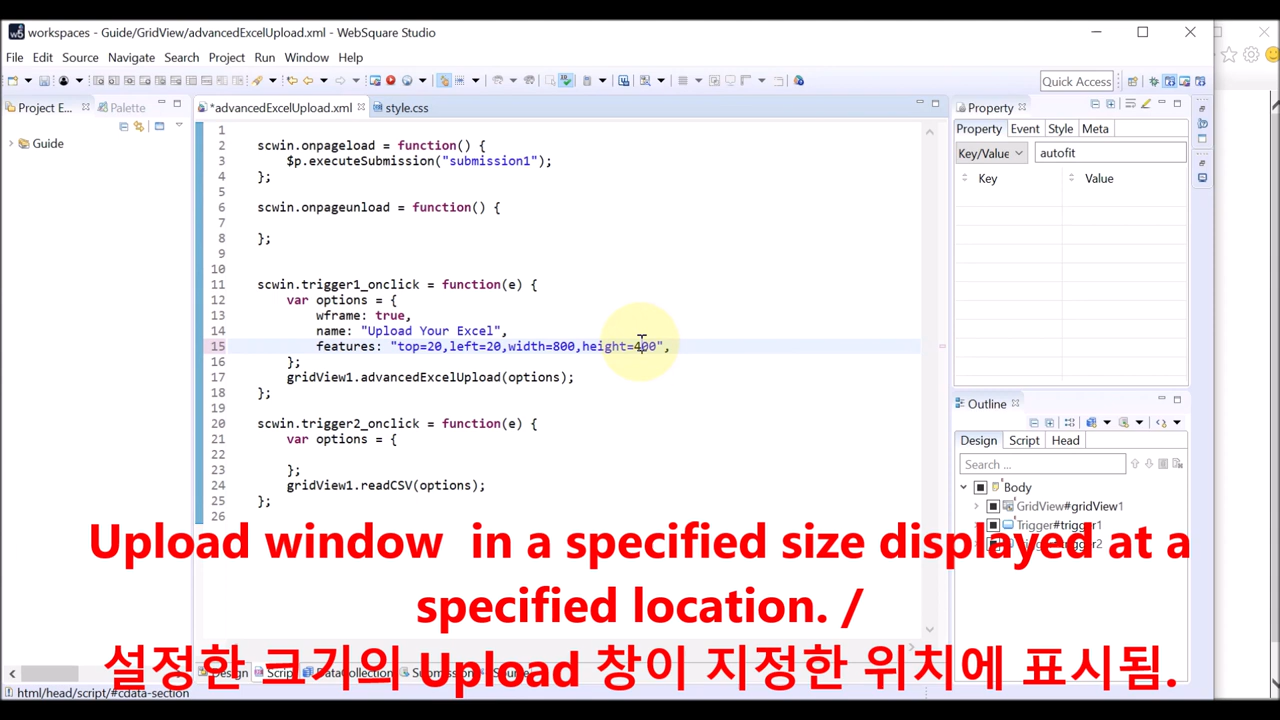 workspaces - Guide/GridView/advancedExcelUpload.xml - WebSquare Studio
File Edit Source Navigate Search Project Run Window Help
Quick Access
Project E...
Palette
*advancedExcelUpload.xml
style.css
Property
Guide
Property Event Style Meta
Key/Value autofit
Key Value
1
2 scwin.onpageload = function() {
3 $p.executeSubmission("submission1");
4 };
5
6 scwin.onpageunload = function() {
7
8 };
9
10
11 scwin.trigger1_onclick = function(e) {
12 var options = {
13 wframe: true,
14 name: "Upload Your Excel",
15 features: "top=20,left=20,width=800,height=400",
16 };
17 gridView1.advancedExcelUpload(options);
18 };
19
20 scwin.trigger2_onclick = function(e) {
21 var options = {
22
23 };
24 gridView1.readCSV(options);
25 };
26
Outline
Design Script Head
Search ...
Body
GridView#gridView1
Trigger#trigger1
Upload window in a specified size displayed at a
specified location. /
설정한 크기의 Upload 창이 지정한 위치에 표시됨.
html/head/script/#cdata-section